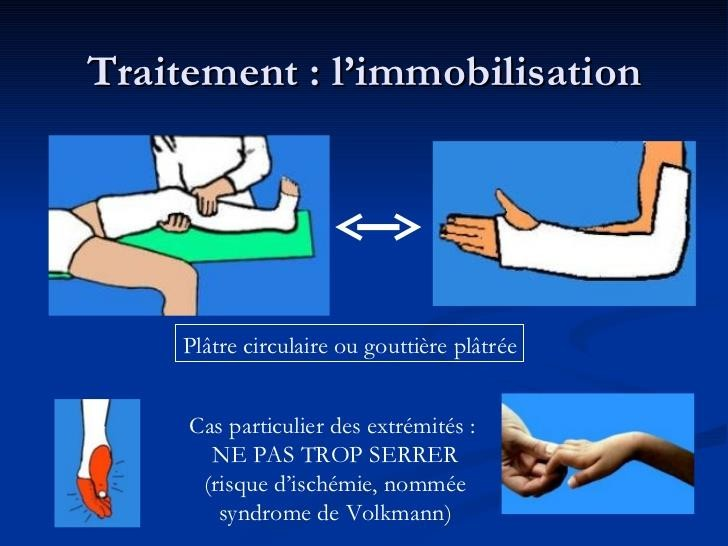 Traitement : l’immobilisation
Plâtre circulaire ou gouttière plâtrée
Cas particulier des extrémités :
NE PAS TROP SERRER
(risque d’ischémie, nommée
syndrome de Volkmann)